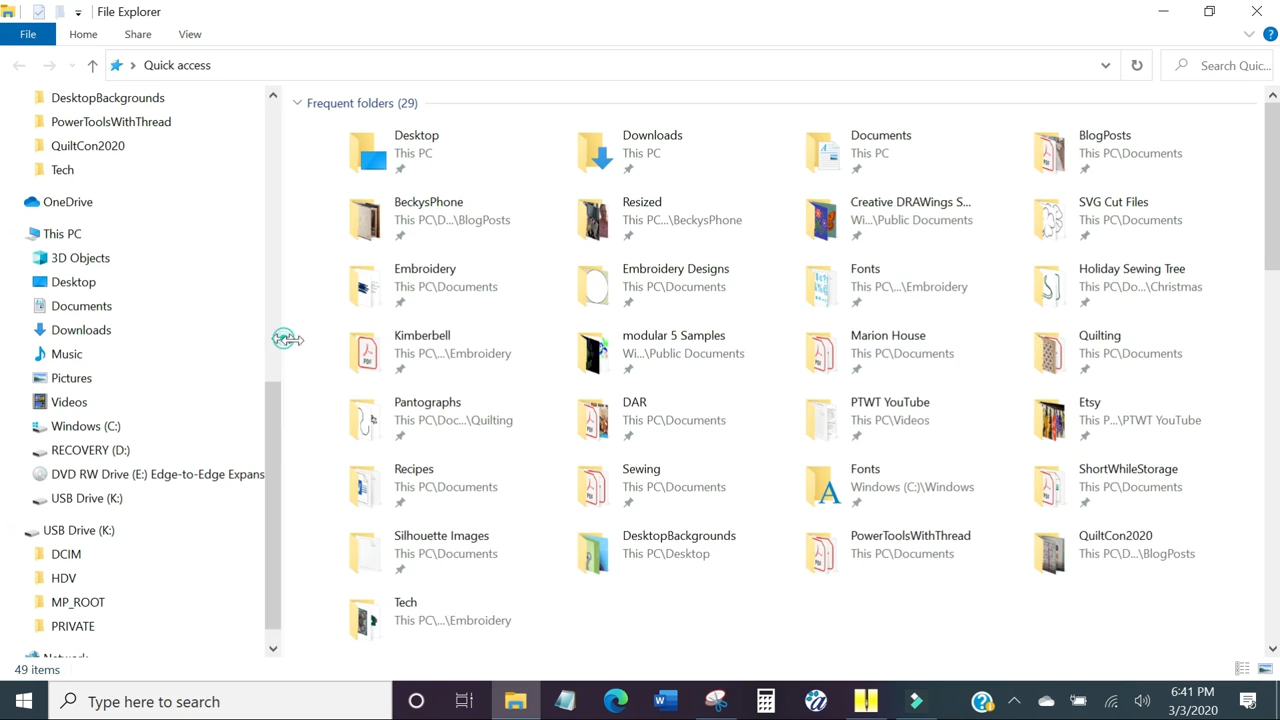 File Explorer
File Home Share View
Quick access
Search Quic...
DesktopBackgrounds
PowerToolsWithThread
QuiltCon2020
Tech
OneDrive
This PC
3D Objects
Desktop
Documents
Downloads
Music
Pictures
Videos
Windows (C:)
RECOVERY (D:)
DVD RW Drive (E:) Edge-to-Edge Expans
USB Drive (K:)
USB Drive (K:)
DCIM
HDV
MP_ROOT
PRIVATE
Network
Frequent folders (29)
Desktop
This PC
Downloads
This PC
Documents
This PC
BlogPosts
This PC\Documents
BeckysPhone
This PC\D...\BlogPosts
Resized
This PC...\BeckysPhone
Creative DRAWings S...
Wi...\Public Documents
SVG Cut Files
This PC\Documents
Embroidery
This PC\Documents
Embroidery Designs
This PC\Documents
Fonts
This PC\...\Embroidery
Holiday Sewing Tree
This PC\Do...\Christmas
Kimberbell
This PC\...\Embroidery
modular 5 Samples
Wi...\Public Documents
Marion House
This PC\Documents
Quilting
This PC\Documents
Pantographs
This PC\Doc...\Quilting
DAR
This PC\Documents
PTWT YouTube
This PC\Videos
Etsy
This P...\PTWT YouTube
Recipes
This PC\Documents
Sewing
This PC\Documents
Fonts
Windows (C:)\Windows
ShortWhileStorage
This PC\Documents
Silhouette Images
This PC\Documents
DesktopBackgrounds
This PC\Desktop
PowerToolsWithThread
This PC\Documents
QuiltCon2020
This PC\D...\BlogPosts
Tech
This PC\...\Embroidery
49 items
Type here to search
6:41 PM
3/3/2020